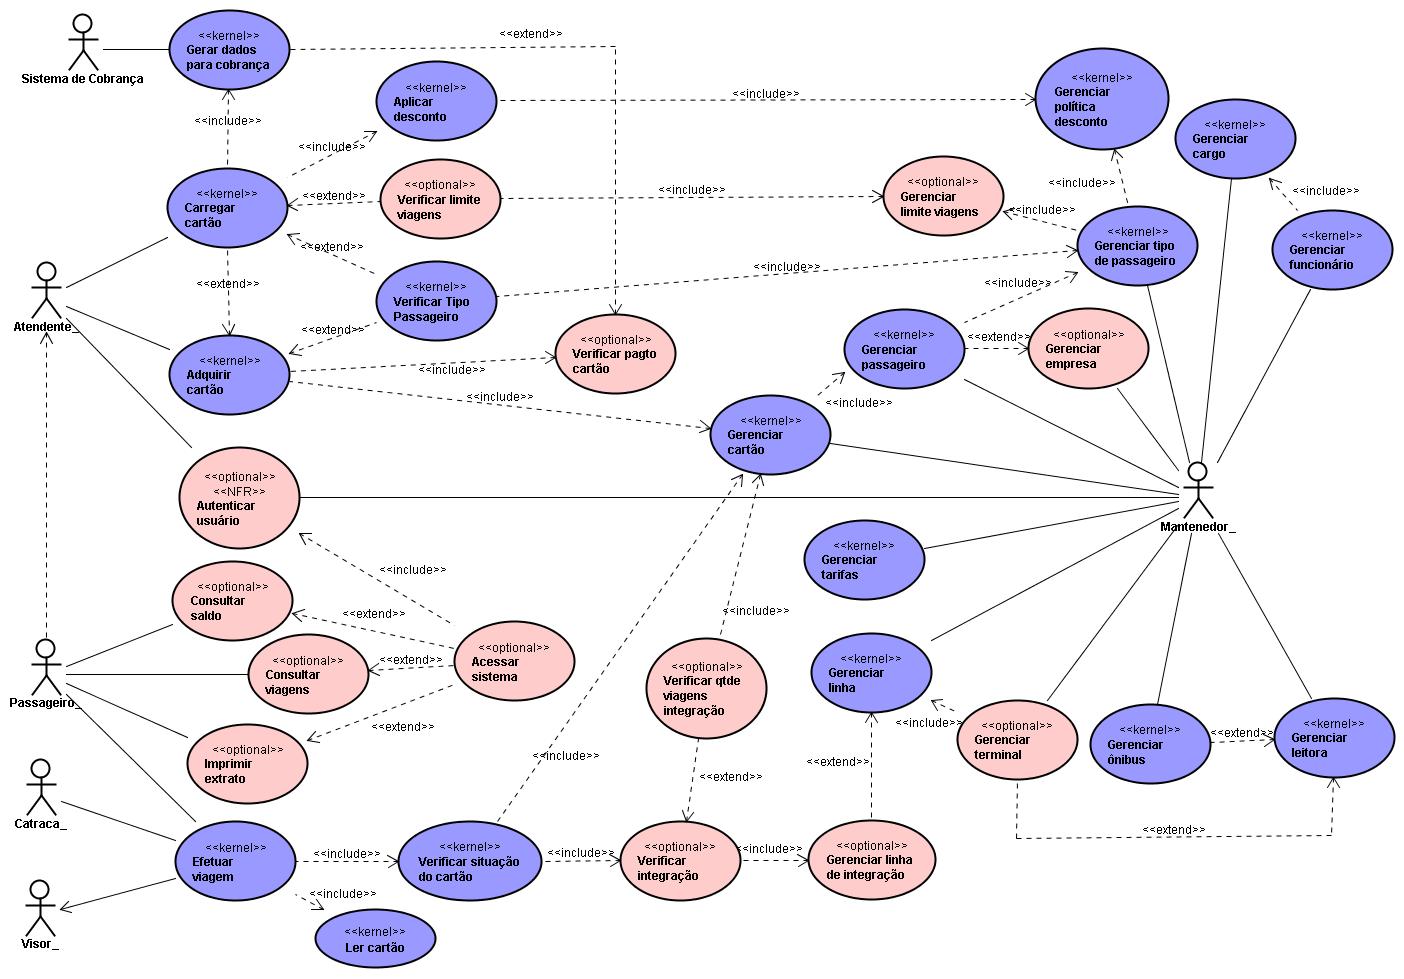 Sistema de Cobrança
<<kernel>>
Gerar dados
para cobrança
<<extend>>
<<kernel>>
Aplicar
desconto
<<include>>
<<kernel>>
Gerenciar
política
desconto
<<kernel>>
Gerenciar
cargo
<<include>>
<<include>>
<<kernel>>
Carregar
cartão
<<extend>>
<<optional>>
Verificar limite
viagens
<<include>>
<<optional>>
Gerenciar
limite viagens
<<include>>
<<include>>
<<include>>
<<kernel>>
Gerenciar tipo
de passageiro
<<kernel>>
Gerenciar
funcionário
<<extend>>
<<extend>>
<<kernel>>
Verificar Tipo
Passageiro
<<include>>
<<include>>
Atendente_
<<extend>>
<<kernel>>
Adquirir
cartão
<<include>>
<<include>>
<<optional>>
Verificar pagto
cartão
<<kernel>>
Gerenciar
passageiro
<<extend>>
<<optional>>
Gerenciar
empresa
<<include>>
<<kernel>>
Gerenciar
cartão
<<optional>>
<<NFR>>
Autenticar
usuário
Mantenedor_
<<kernel>>
Gerenciar
tarifas
<<include>>
<<optional>>
Consultar
saldo
<<extend>>
<<include>>
<<optional>>
Consultar
viagens
<<extend>>
<<optional>>
Acessar
sistema
<<extend>>
Passageiro_
<<optional>>
Verificar qtde
viagens
integração
<<kernel>>
Gerenciar
linha
<<include>>
<<optional>>
Gerenciar
terminal
<<kernel>>
Gerenciar
ônibus
<<extend>>
<<kernel>>
Gerenciar
leitora
<<optional>>
Imprimir
extrato
<<include>>
<<extend>>
<<extend>>
<<extend>>
Catraca_
<<kernel>>
Efetuar
viagem
<<include>>
<<kernel>>
Verificar situação
do cartão
<<include>>
<<optional>>
Verificar
integração
<<include>>
<<optional>>
Gerenciar linha
de integração
<<include>>
<<kernel>>
Ler cartão
Visor_